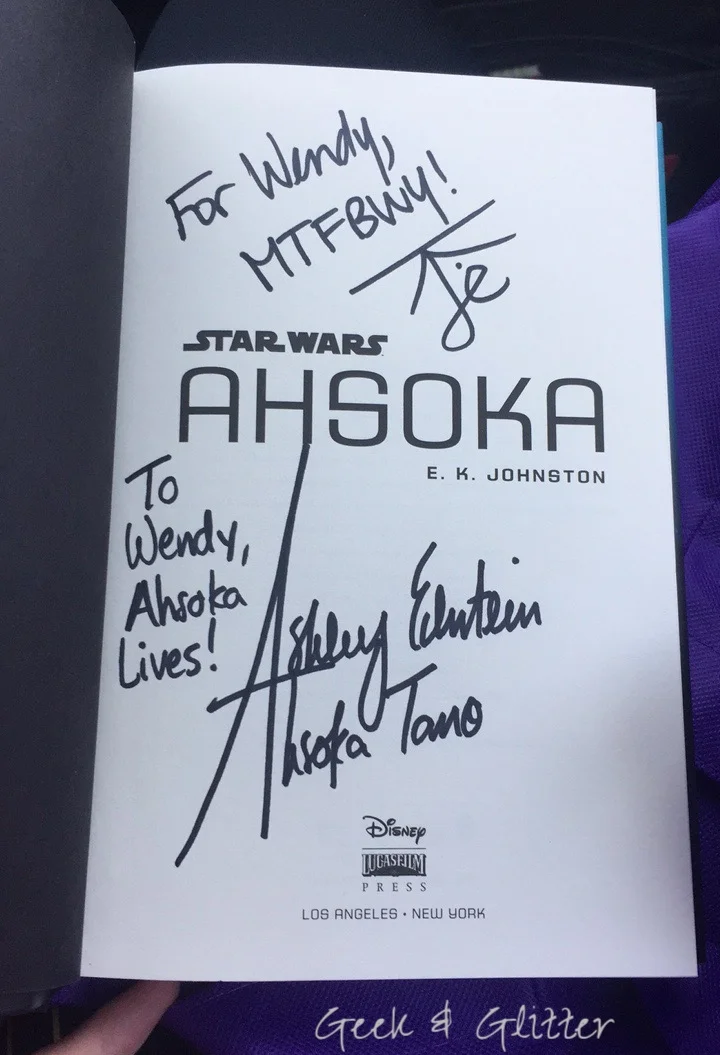 For Wendy,
MTFBWY!
STAR WARS
AHSOKA
E. K. JOHNSTON
To
Wendy,
Ahsoka
Lives!
Ashley Eckstein
Ahsoka Tano
Disney
LUCASFILM
PRESS
LOS ANGELES • NEW YORK
Geek & Glitter